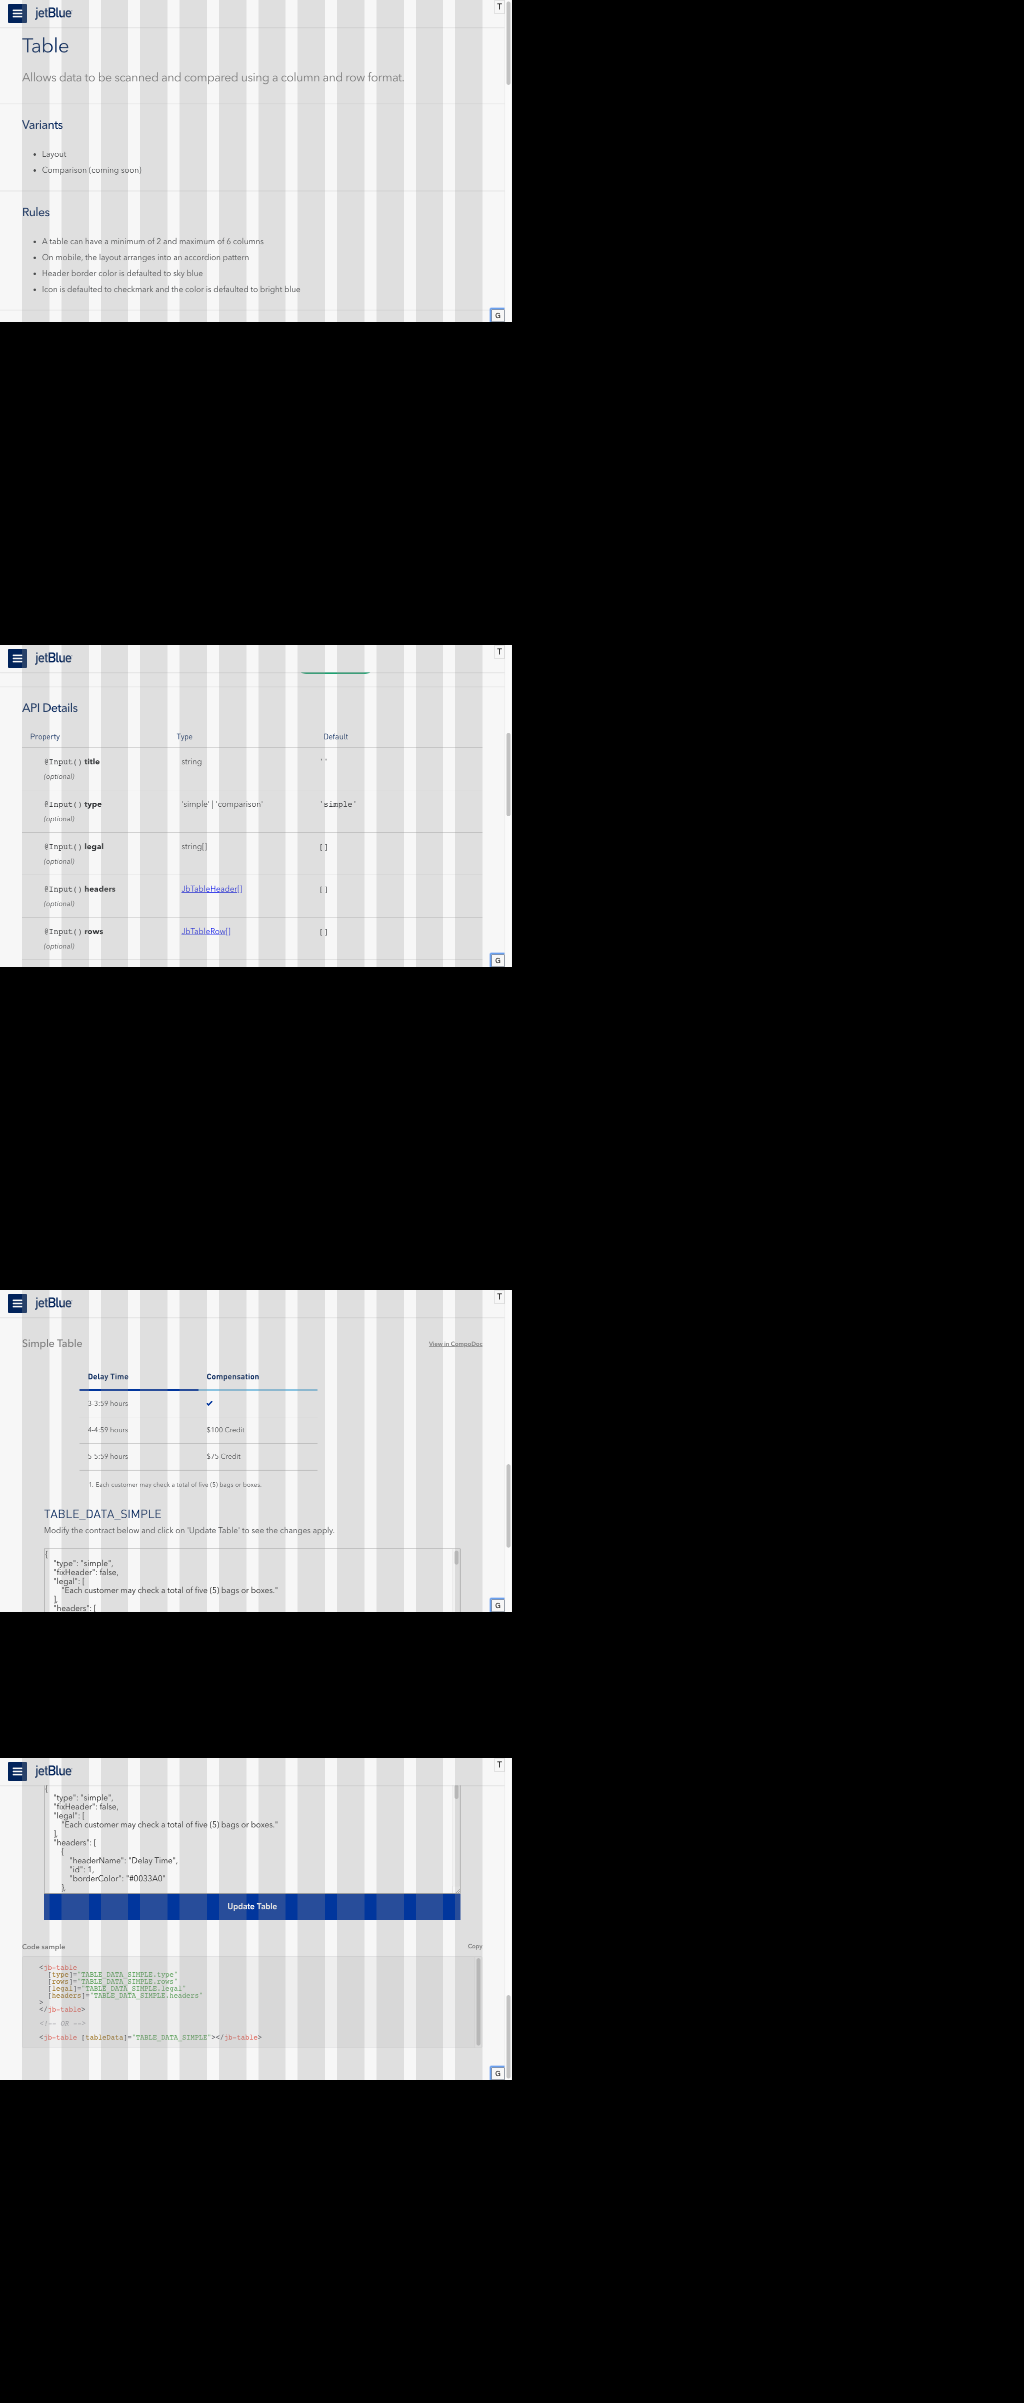 jetBlue
T
Table
Allows data to be scanned and compared using a column and row format.
Variants
• Layout
• Comparison (coming soon)
Rules
• A table can have a minimum of 2 and maximum of 6 columns
• On mobile, the layout arranges into an accordion pattern
• Header border color is defaulted to sky blue
• Icon is defaulted to checkmark and the color is defaulted to bright blue
G
jetBlue
T
API Details
Property Type Default
@Input() title string ''
(optional)
@Input() type 'simple' | 'comparison' 'simple'
(optional)
@Input() legal string[] []
(optional)
@Input() headers JbTableHeader[] []
(optional)
@Input() rows JbTableRow[] []
(optional)
G
jetBlue
T
Simple Table View in CompoDoc
Delay Time Compensation
3-3:59 hours ✔
4-4:59 hours $100 Credit
5-5:59 hours $75 Credit
1. Each customer may check a total of five (5) bags or boxes.
TABLE_DATA_SIMPLE
Modify the contract below and click on 'Update Table' to see the changes apply.
{
"type": "simple",
"fixHeader": false,
"legal": [
"Each customer may check a total of five (5) bags or boxes."
],
"headers": [
G
jetBlue
T
{
"type": "simple",
"fixHeader": false,
"legal": [
"Each customer may check a total of five (5) bags or boxes."
],
"headers": [
{
"headerName": "Delay Time",
"id": 1,
"borderColor": "#0033A0"
},
Update Table
Code sample Copy
<jb-table
[type]="TABLE_DATA_SIMPLE.type"
[rows]="TABLE_DATA_SIMPLE.rows"
[legal]="TABLE_DATA_SIMPLE.legal"
[headers]="TABLE_DATA_SIMPLE.headers"
>
</jb-table>
<!-- OR -->
<jb-table [tableData]="TABLE_DATA_SIMPLE"></jb-table>
G